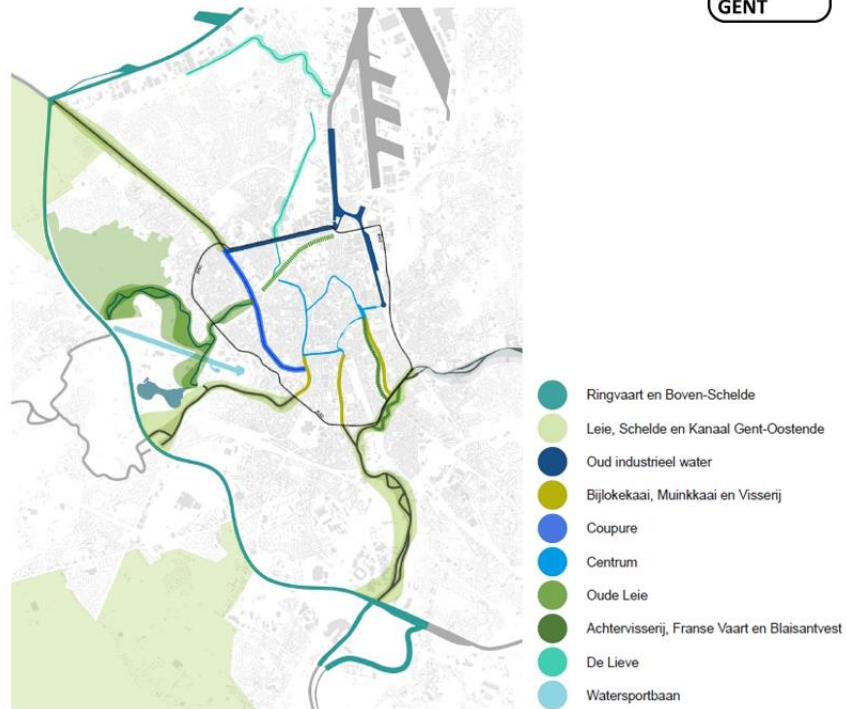 GENT
Ringvaart en Boven-Schelde
Leie, Schelde en Kanaal Gent-Oostende
Oud industrieel water
Bijlokekaai, Muinkkaai en Visserij
Coupure
Centrum
Oude Leie
Achtervisserij, Franse Vaart en Blaisantvest
De Lieve
Watersportbaan